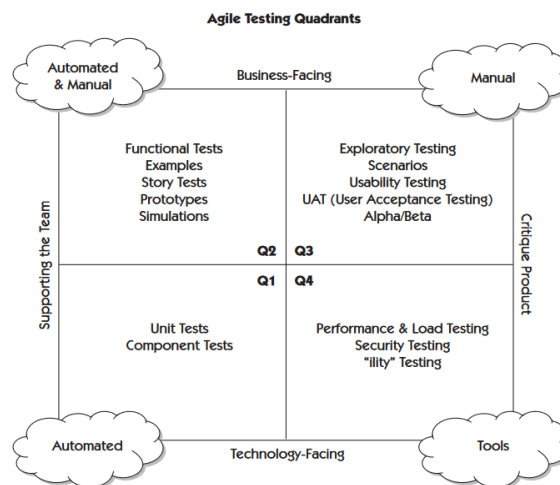 Agile Testing Quadrants
Automated
& Manual
Business-Facing
Manual
Functional Tests
Examples
Story Tests
Prototypes
Simulations
Exploratory Testing
Scenarios
Usability Testing
UAT (User Acceptance Testing)
Alpha/Beta
Supporting the Team
Critique Product
Q2
Q3
Q1
Q4
Unit Tests
Component Tests
Performance & Load Testing
Security Testing
"ility" Testing
Automated
Technology-Facing
Tools